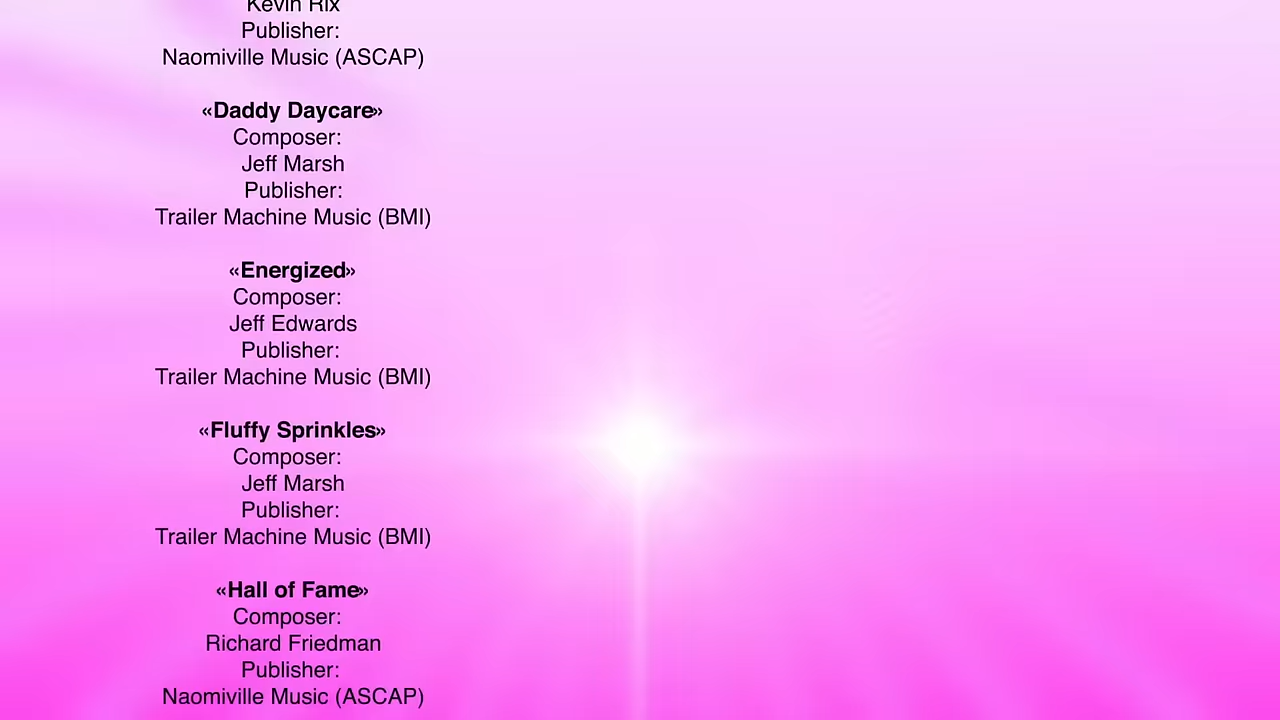 Kevin Rix
Publisher:
Naomiville Music (ASCAP)
«Daddy Daycare»
Composer:
Jeff Marsh
Publisher:
Trailer Machine Music (BMI)
«Energized»
Composer:
Jeff Edwards
Publisher:
Trailer Machine Music (BMI)
«Fluffy Sprinkles»
Composer:
Jeff Marsh
Publisher:
Trailer Machine Music (BMI)
«Hall of Fame»
Composer:
Richard Friedman
Publisher:
Naomiville Music (ASCAP)